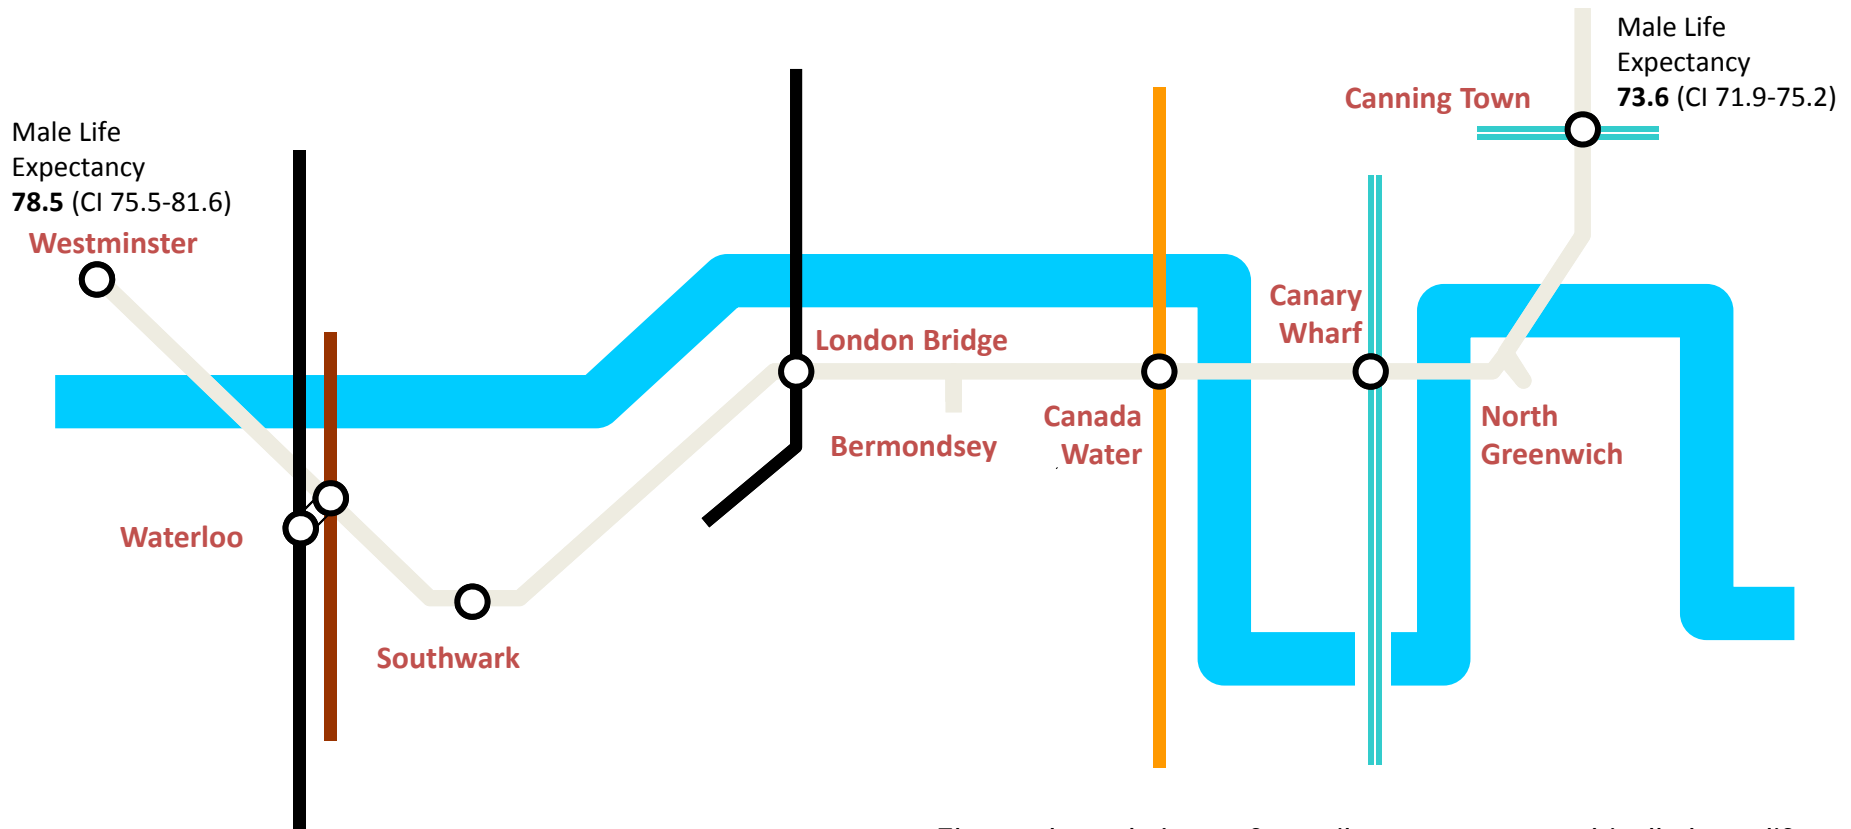 Male Life
Expectancy
78.5 (CI 75.5-81.6)
Westminster
Waterloo
Southwark
London Bridge
Bermondsey
Canada
Water
Canary
Wharf
North
Greenwich
Canning Town
Male Life
Expectancy
73.6 (CI 71.9-75.2)